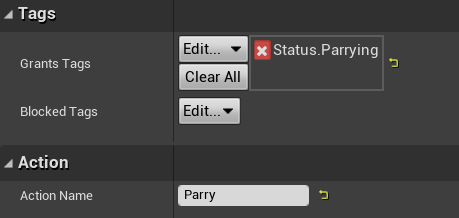 Tags
Grants Tags
Edit...
Clear All
Status.Parrying
Blocked Tags
Edit...
Action
Action Name
Parry